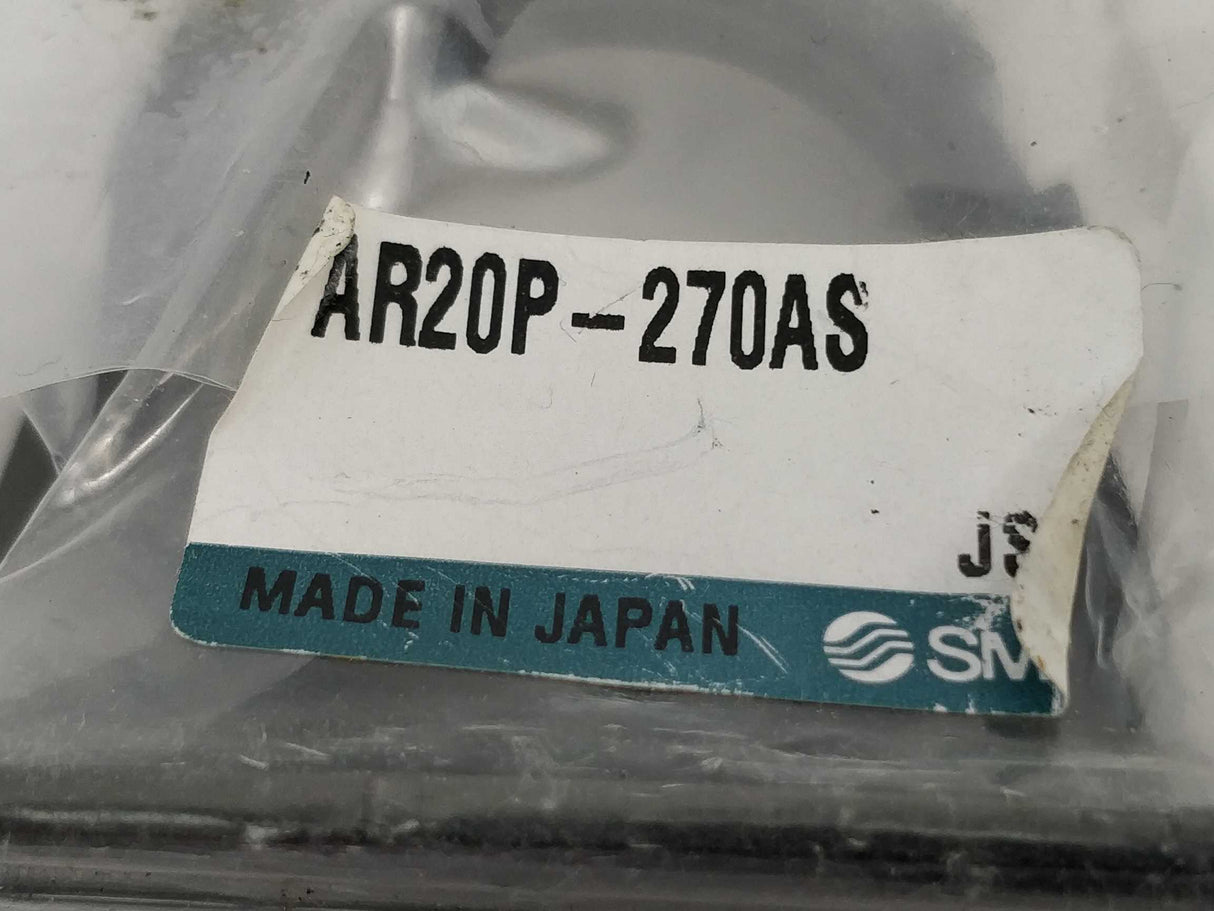 AR20P-270AS
JS
MADE IN JAPAN
SM